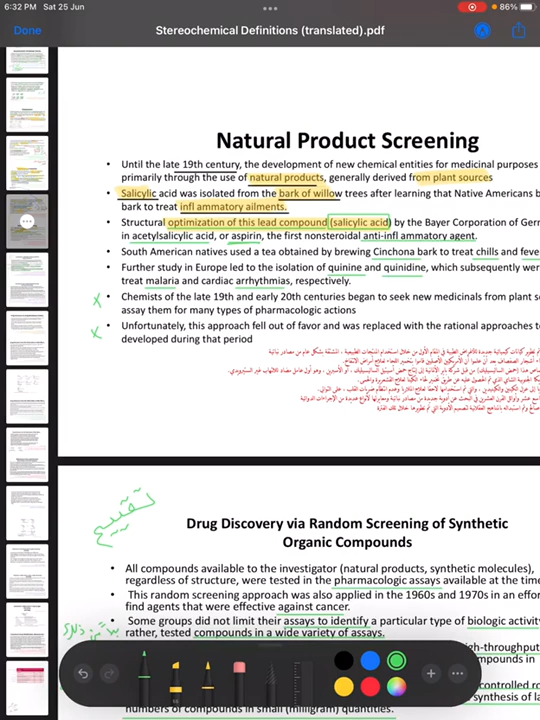 6:32 PM Sat 25 Jun
86%
Done
Stereochemical Definitions (translated).pdf
Natural Product Screening
• Until the late 19th century, the development of new chemical entities for medicinal purposes
primarily through the use of natural products, generally derived from plant sources
• Salicylic acid was isolated from the bark of willow trees after learning that Native Americans b
bark to treat infl ammatory ailments.
• Structural optimization of this lead compound (salicylic acid) by the Bayer Corporation of Ger
in acetylsalicylic acid, or aspirin, the first nonsteroidal anti-infl ammatory agent.
• South American natives used a tea obtained by brewing Cinchona bark to treat chills and feve
• Further study in Europe led to the isolation of quinine and quinidine, which subsequently wer
treat malaria and cardiac arrhythmias, respectively.
X • Chemists of the late 19th and early 20th centuries began to seek new medicinals from plant s
assay them for many types of pharmacologic actions
X • Unfortunately, this approach fell out of favor and was replaced with the rational approaches to
developed during that period
Drug Discovery via Random Screening of Synthetic
Organic Compounds
• All compounds available to the investigator (natural products, synthetic molecules),
regardless of structure, were tested in the pharmacologic assays available at the time
• This random screening approach was also applied in the 1960s and 1970s in an effor
find agents that were effective against cancer.
• Some groups did not limit their assays to identify a particular type of biologic activity
rather, tested compounds in a wide variety of assays.
gh-throughput
mpounds in
controlled ro
synthesis of la
numbers of compounds in small (milligram) quantities.